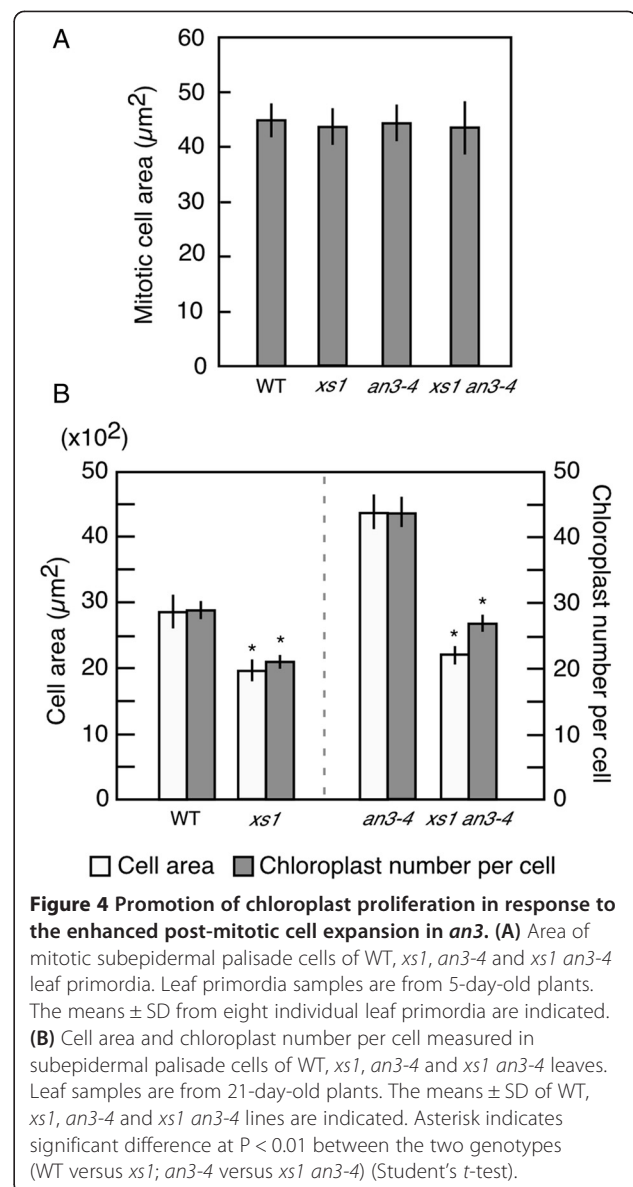 A
60
50
40
30
20
10
0
Mitotic cell area (µm2)
WT xs1 an3-4 xs1 an3-4
B
(x102)
50
40
30
20
10
0
Cell area (µm2)
* *
* *
50
40
30
20
10
0
Chloroplast number per cell
WT xs1 an3-4 xs1 an3-4
Cell area Chloroplast number per cell
Figure 4 Promotion of chloroplast proliferation in response to
the enhanced post-mitotic cell expansion in an3. (A) Area of
mitotic subepidermal palisade cells of WT, xs1, an3-4 and xs1 an3-4
leaf primordia. Leaf primordia samples are from 5-day-old plants.
The means ± SD from eight individual leaf primordia are indicated.
(B) Cell area and chloroplast number per cell measured in
subepidermal palisade cells of WT, xs1, an3-4 and xs1 an3-4 leaves.
Leaf samples are from 21-day-old plants. The means ± SD of WT,
xs1, an3-4 and xs1 an3-4 lines are indicated. Asterisk indicates
significant difference at P < 0.01 between the two genotypes
(WT versus xs1; an3-4 versus xs1 an3-4) (Student's t-test).